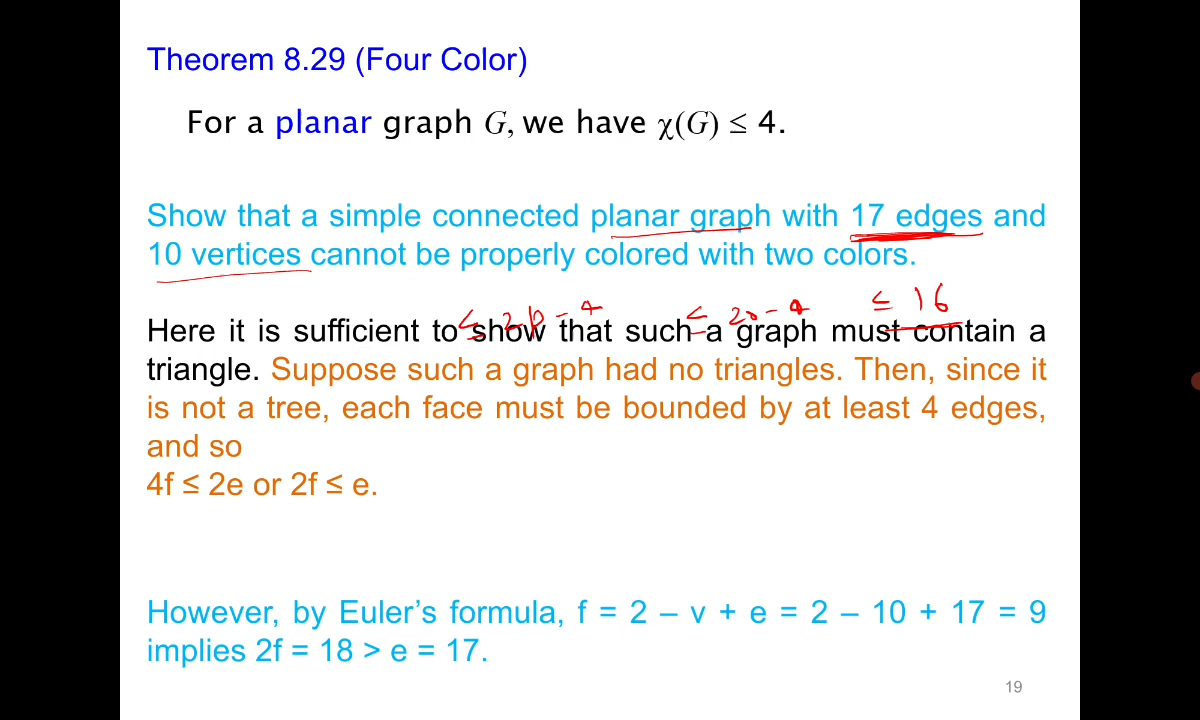 Theorem 8.29 (Four Color)
For a planar graph G, we have χ(G) ≤ 4.
Show that a simple connected planar graph with 17 edges and
10 vertices cannot be properly colored with two colors.
≤ 2p - 4 ≤ 20 - 4 ≤ 16
Here it is sufficient to show that such a graph must contain a
triangle. Suppose such a graph had no triangles. Then, since it
is not a tree, each face must be bounded by at least 4 edges,
and so
4f ≤ 2e or 2f ≤ e.
However, by Euler’s formula, f = 2 – v + e = 2 – 10 + 17 = 9
implies 2f = 18 > e = 17.
19